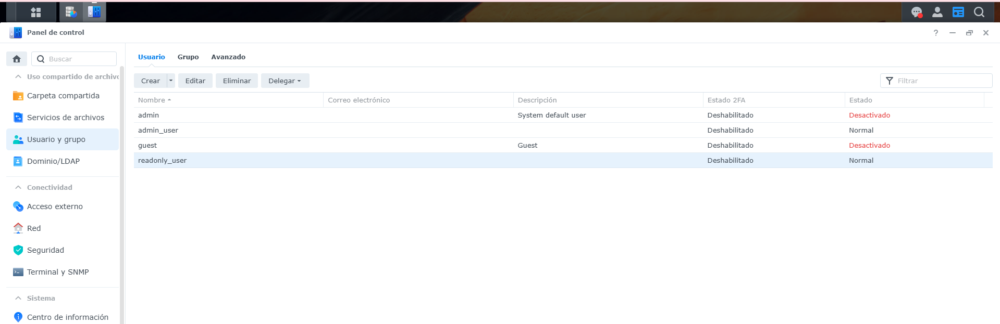 Panel de control
?
Buscar
Uso compartido de archivo
Carpeta compartida
Servicios de archivos
Usuario y grupo
Dominio/LDAP
Conectividad
Acceso externo
Red
Seguridad
Terminal y SNMP
Sistema
Centro de información
Usuario Grupo Avanzado
Crear Editar Eliminar Delegar Filtrar
Nombre Correo electrónico Descripción Estado 2FA Estado
admin System default user Deshabilitado Desactivado
admin_user Deshabilitado Normal
guest Guest Deshabilitado Desactivado
readonly_user Deshabilitado Normal